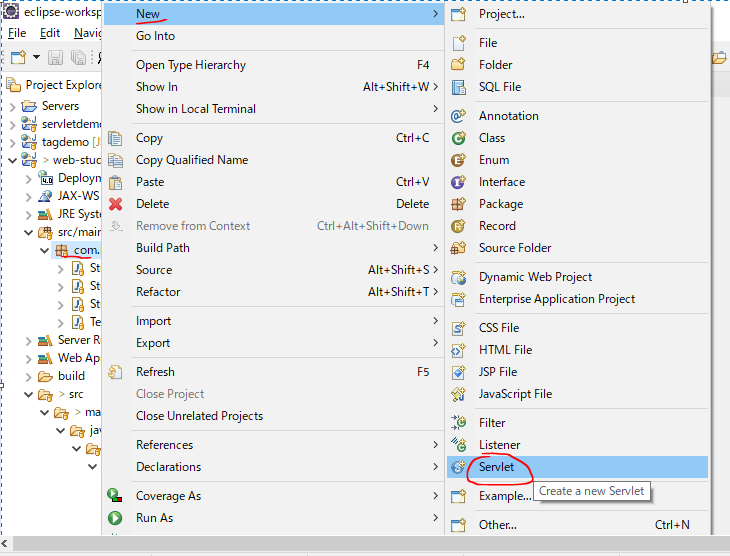 eclipse-worksp
File Edit Navig
Project Explore
Servers
servletdemo
tagdemo [
> web-stud
Deploym
JAX-WS
JRE System
src/main
com.
St
St
St
Te
Server R
Web Ap
build
> src
> ma
> jav
>
New
Go Into
Open Type Hierarchy F4
Show In Alt+Shift+W
Show in Local Terminal
Copy Ctrl+C
Copy Qualified Name
Paste Ctrl+V
Delete Delete
Remove from Context Ctrl+Alt+Shift+Down
Build Path
Source Alt+Shift+S
Refactor Alt+Shift+T
Import
Export
Refresh F5
Close Project
Close Unrelated Projects
References
Declarations
Coverage As
Run As
Project...
File
Folder
SQL File
Annotation
Class
Enum
Interface
Package
Record
Source Folder
Dynamic Web Project
Enterprise Application Project
CSS File
HTML File
JSP File
JavaScript File
Filter
Listener
Servlet
Create a new Servlet
Example...
Other... Ctrl+N